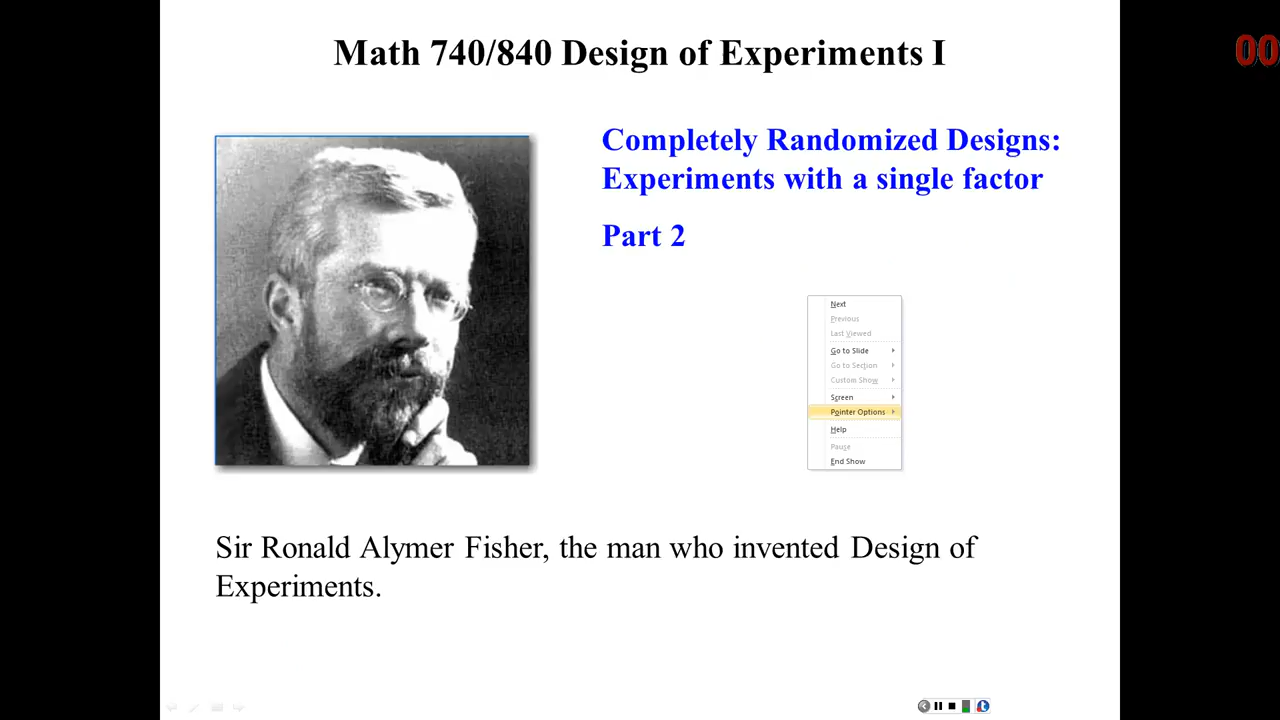 Math 740/840 Design of Experiments I
00
Completely Randomized Designs:
Experiments with a single factor
Part 2
Next
Previous
Last Viewed
Go to Slide
Go to Section
Custom Show
Screen
Pointer Options
Help
Pause
End Show
Sir Ronald Alymer Fisher, the man who invented Design of
Experiments.